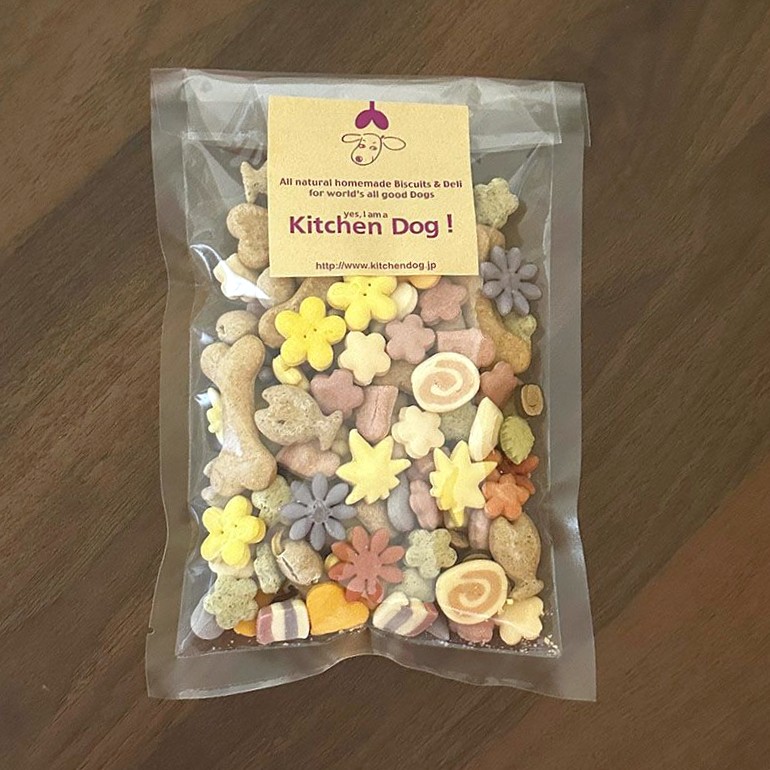 All natural homemade Biscuits & Deli
for world's all good Dogs
yes, I am a
Kitchen Dog !
http://www.kitchendog.jp